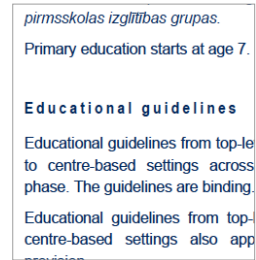 pirmsskolas izglītības grupas.
Primary education starts at age 7.
Educational guidelines
Educational guidelines from top-le
to centre-based settings across
phase. The guidelines are binding.
Educational guidelines from top-
centre-based settings also app
provision